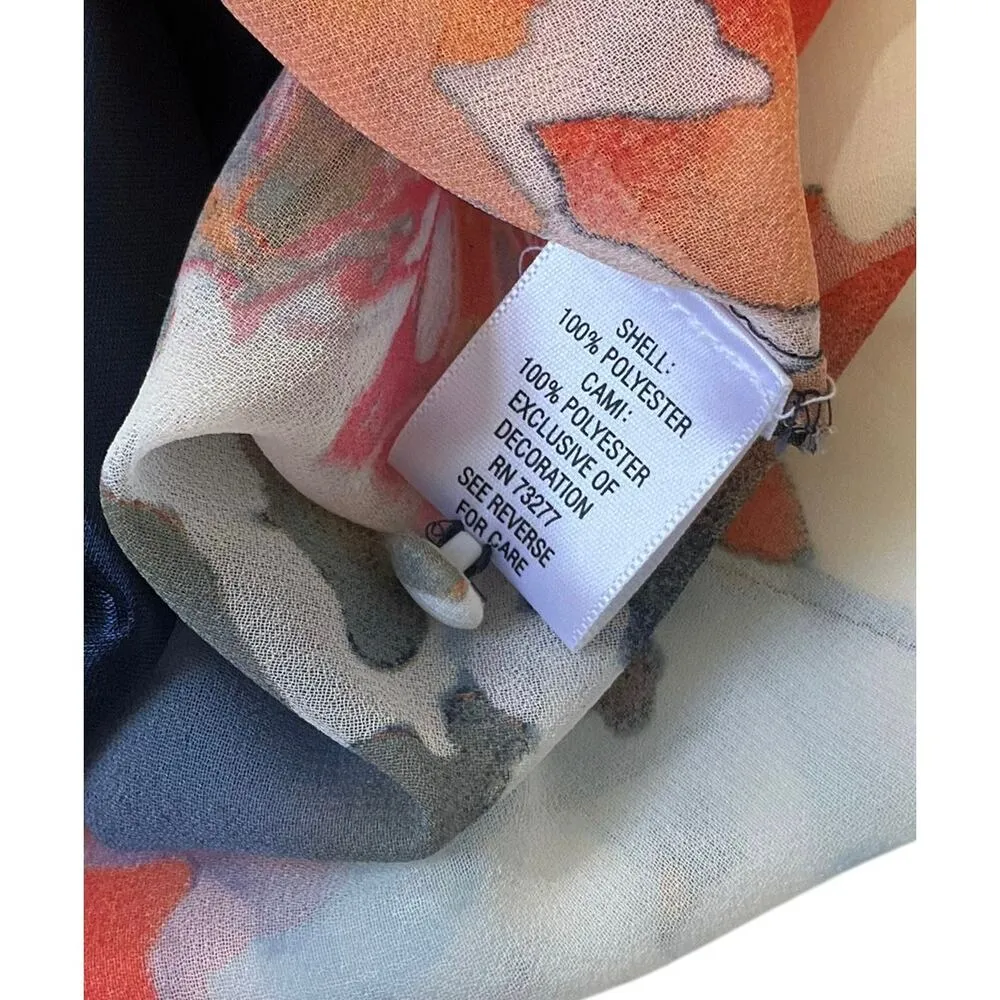 SHELL:
100% POLYESTER
CAMI:
100% POLYESTER
EXCLUSIVE OF
DECORATION
RN 73277
SEE REVERSE
FOR CARE